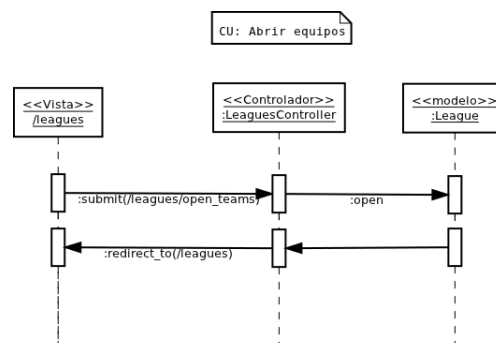 CU: Abrir equipos
<<Vista>>
/leagues
<<Controlador>>
:LeaguesController
<<modelo>>
:League
:submit(/leagues/open_teams)
:open
:redirect_to(/leagues)